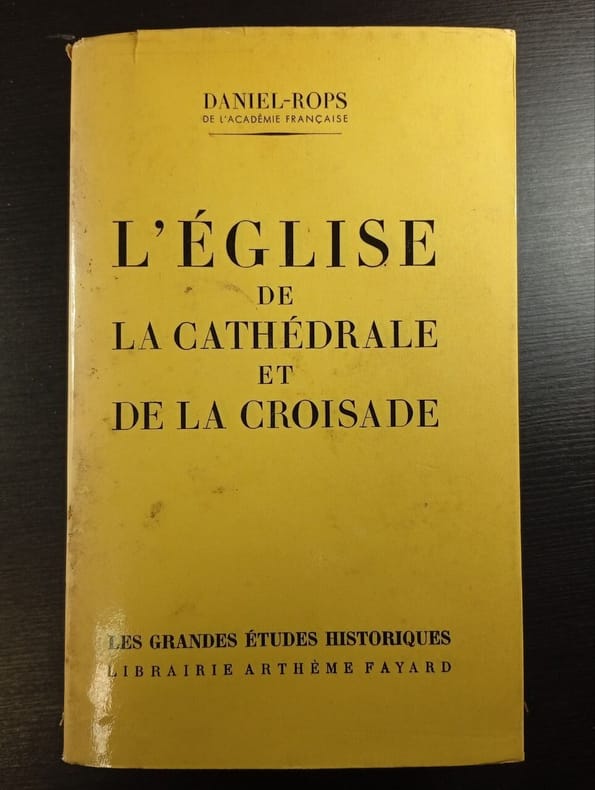 DANIEL-ROPS
DE L'ACADÉMIE FRANÇAISE
L'ÉGLISE
DE
LA CATHÉDRALE
ET
DE LA CROISADE
LES GRANDES ÉTUDES HISTORIQUES
LIBRAIRIE ARTHÈME FAYARD